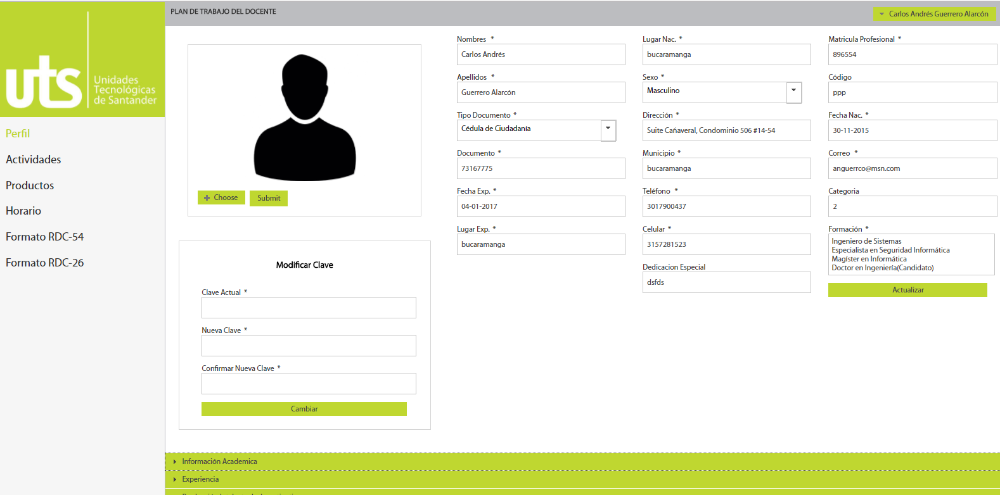 PLAN DE TRABAJO DEL DOCENTE
Carlos Andrés Guerrero Alarcón
uts
Unidades
Tecnológicas
de Santander
Perfil
Actividades
Productos
Horario
Formato RDC-54
Formato RDC-26
Choose
Submit
Modificar Clave
Clave Actual *
Nueva Clave *
Confirmar Nueva Clave *
Cambiar
Nombres *
Carlos Andrés
Apellidos *
Guerrero Alarcón
Tipo Documento *
Cédula de Ciudadanía
Documento *
73167775
Fecha Exp. *
04-01-2017
Lugar Exp. *
bucaramanga
Lugar Nac. *
bucaramanga
Sexo *
Masculino
Dirección *
Suite Cañaveral, Condominio 506 #14-54
Municipio *
bucaramanga
Teléfono *
3017900437
Celular *
3157281523
Dedicacion Especial
dsfds
Matricula Profesional *
896554
Código
ppp
Fecha Nac. *
30-11-2015
Correo *
anguerrco@msn.com
Categoria
2
Formación *
Ingeniero de Sistemas
Especialista en Seguridad Informática
Magíster en Informática
Doctor en Ingeniería(Candidato)
Actualizar
Información Academica
Experiencia